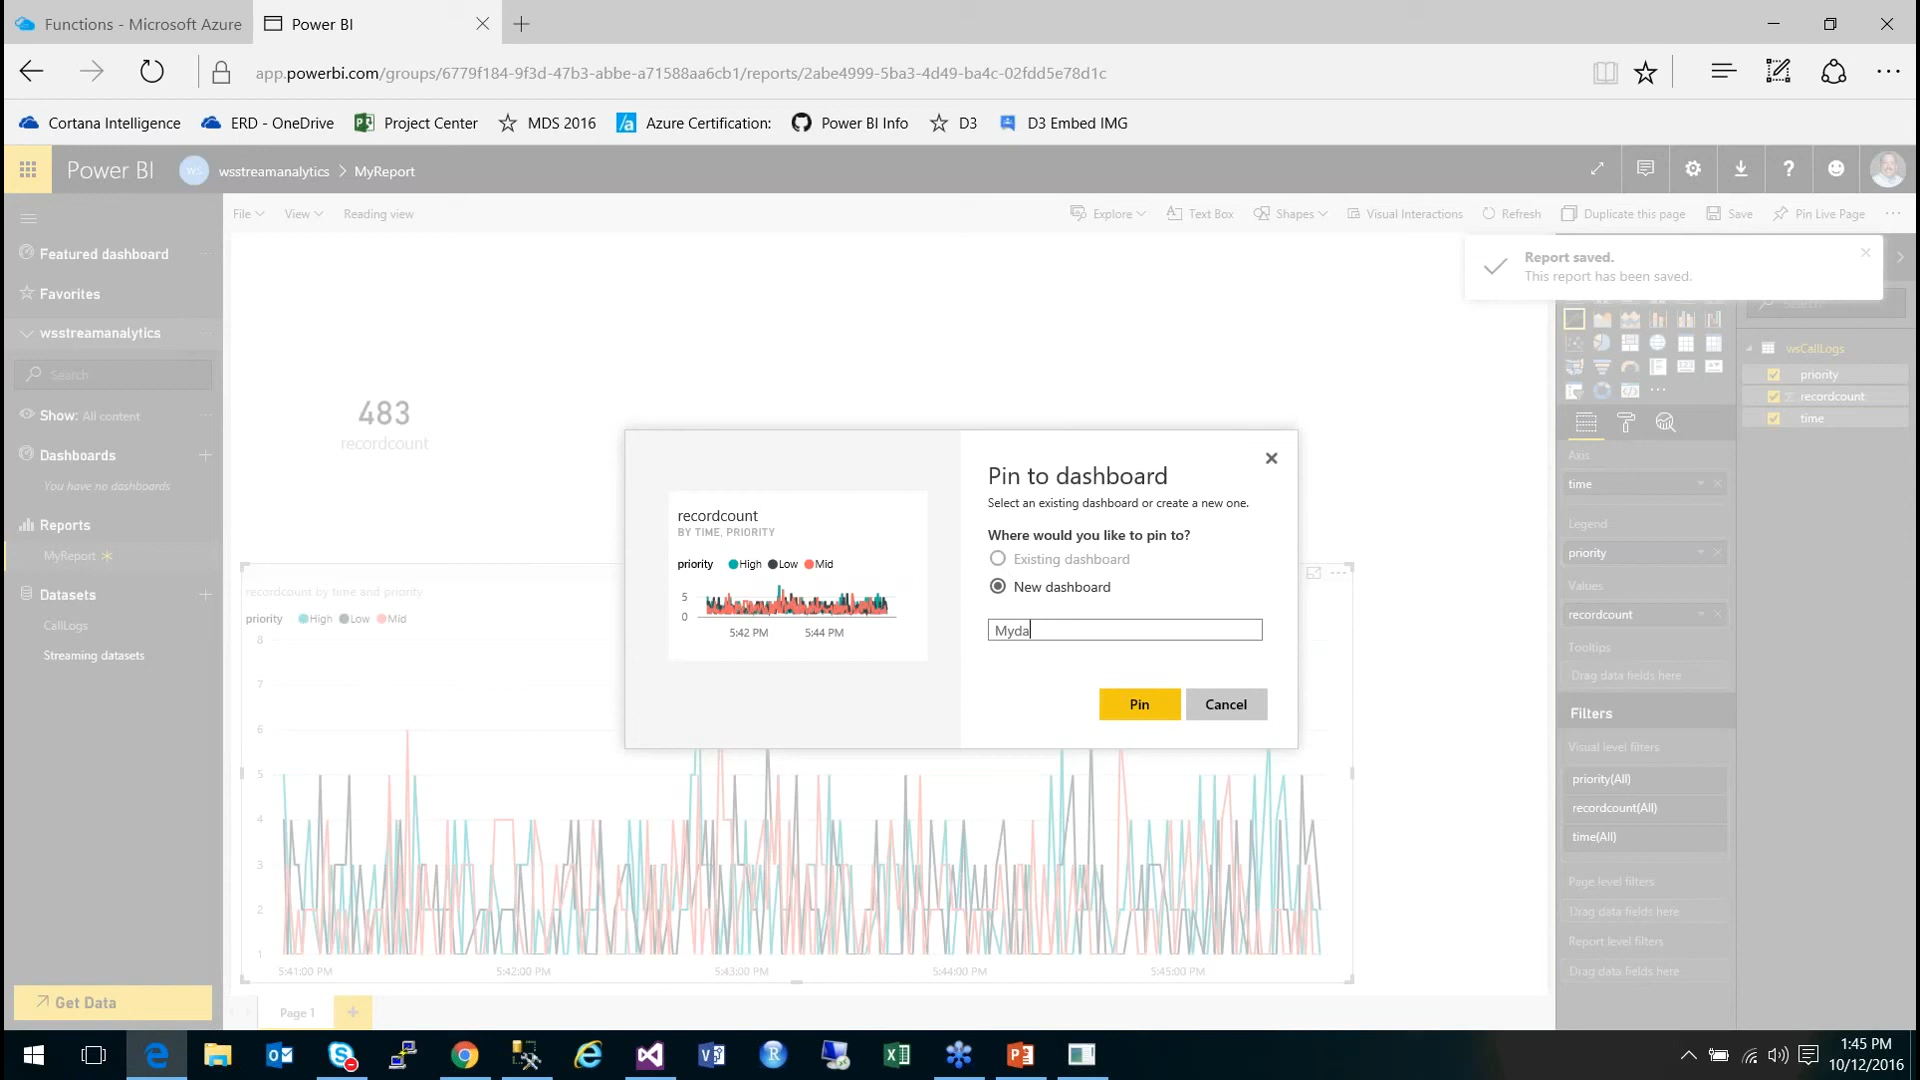 Functions - Microsoft Azure
Power BI
app.powerbi.com/groups/6779f184-9f3d-47b3-abbe-a71588aa6cb1/reports/2abe4999-5ba3-4d49-ba4c-02fdd5e78d1c
Cortana Intelligence
ERD - OneDrive
Project Center
MDS 2016
Azure Certification:
Power BI Info
D3
D3 Embed IMG
Power BI
WS
wsstreamanalytics > MyReport
File
View
Reading view
Explore
Text Box
Shapes
Visual Interactions
Refresh
Duplicate this page
Save
Pin Live Page
Report saved.
This report has been saved.
Featured dashboard
Favorites
wsstreamanalytics
Search
Show: All content
Dashboards
You have no dashboards
Reports
MyReport
Datasets
CallLogs
Streaming datasets
Get Data
483
recordcount
recordcount by time and priority
priority High Low Mid
8
7
6
5
4
3
2
1
5:41:00 PM
5:42:00 PM
5:43:00 PM
5:44:00 PM
5:45:00 PM
Page 1
recordcount
BY TIME, PRIORITY
priority High Low Mid
5
0
5:42 PM
5:44 PM
Pin to dashboard
Select an existing dashboard or create a new one.
Where would you like to pin to?
Existing dashboard
New dashboard
Myda
Pin
Cancel
Axis
time
Legend
priority
Values
recordcount
Tooltips
Drag data fields here
Filters
Visual level filters
priority(All)
recordcount(All)
time(All)
Page level filters
Drag data fields here
Report level filters
Drag data fields here
wsCallLogs
priority
recordcount
time
1:45 PM
10/12/2016